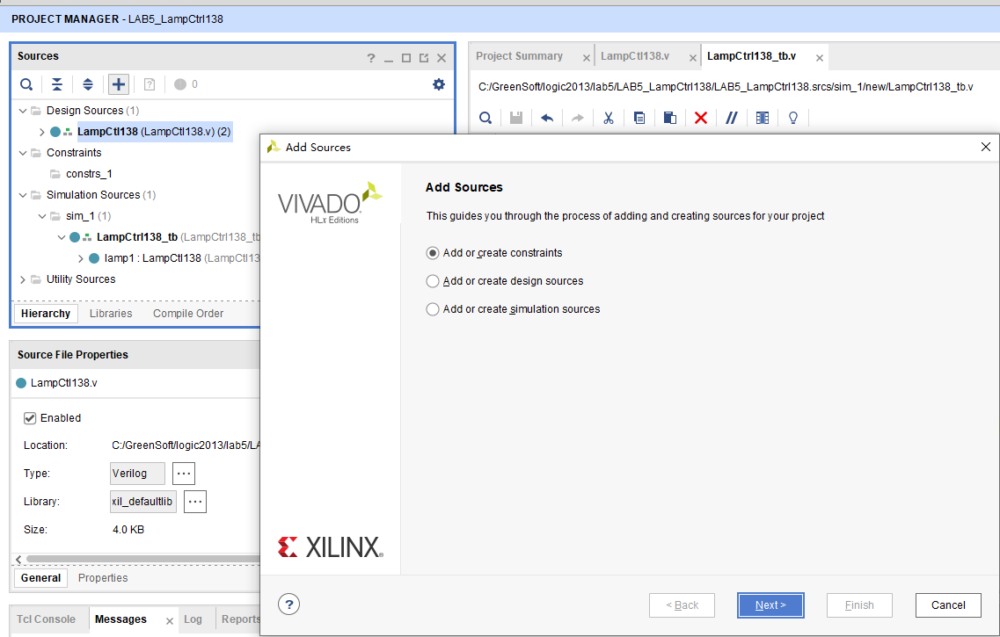 PROJECT MANAGER - LAB5_LampCtrl138
Sources
? _
0
Design Sources (1)
LampCtl138 (LampCtl138.v) (2)
Constraints
constrs_1
Simulation Sources (1)
sim_1 (1)
LampCtrl138_tb (LampCtrl138_tb
lamp1 : LampCtl138 (LampCtl13
Utility Sources
Hierarchy Libraries Compile Order
Source File Properties
LampCtl138.v
Enabled
Location: C:/GreenSoft/logic2013/lab5/LA
Type: Verilog ...
Library: xil_defaultlib ...
Size: 4.0 KB
General Properties
Tcl Console Messages × Log Reports
Project Summary × LampCtl138.v × LampCtrl138_tb.v ×
C:/GreenSoft/logic2013/lab5/LAB5_LampCtrl138/LAB5_LampCtrl138.srcs/sim_1/new/LampCtrl138_tb.v
Add Sources
VIVADO
HLx Editions
Add Sources
This guides you through the process of adding and creating sources for your project
Add or create constraints
Add or create design sources
Add or create simulation sources
XILINX
? < Back Next > Finish Cancel